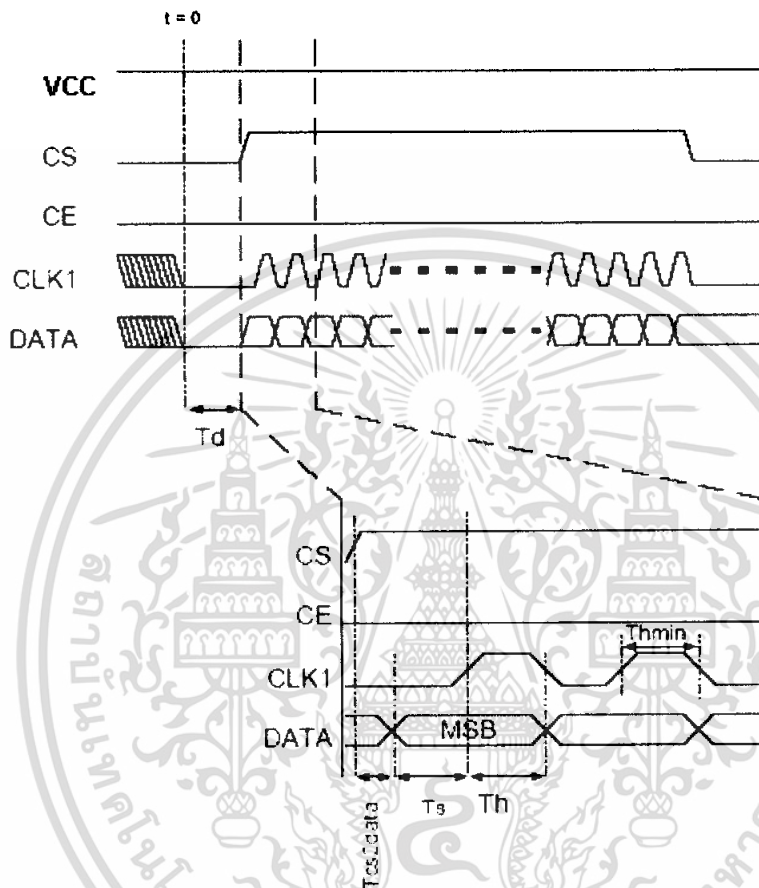 t = 0
VCC
CS
CE
CLK1
DATA
Td
CS
CE
Thmin
CLK1
DATA
MSB
Ts
Th
Tcs2data